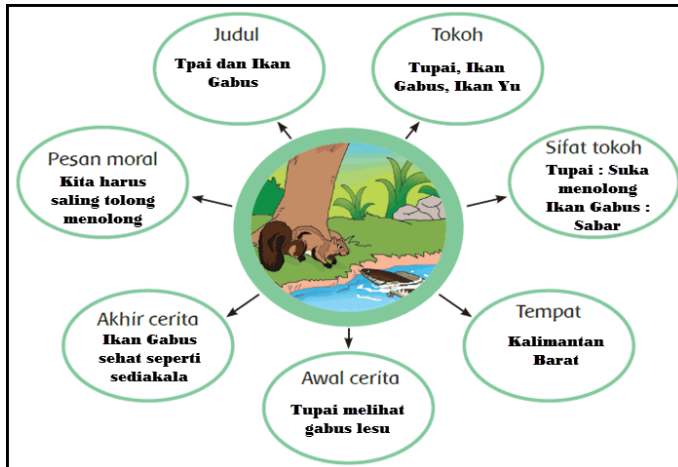 Judul
Tpai dan Ikan
Gabus
Tokoh
Tupai, Ikan
Gabus, Ikan Yu
Pesan moral
Kita harus
saling tolong
menolong
Sifat tokoh
Tupai : Suka
menolong
Ikan Gabus :
Sabar
Akhir cerita
Ikan Gabus
sehat seperti
sediakala
Awal cerita
Tupai melihat
gabus lesu
Tempat
Kalimantan
Barat